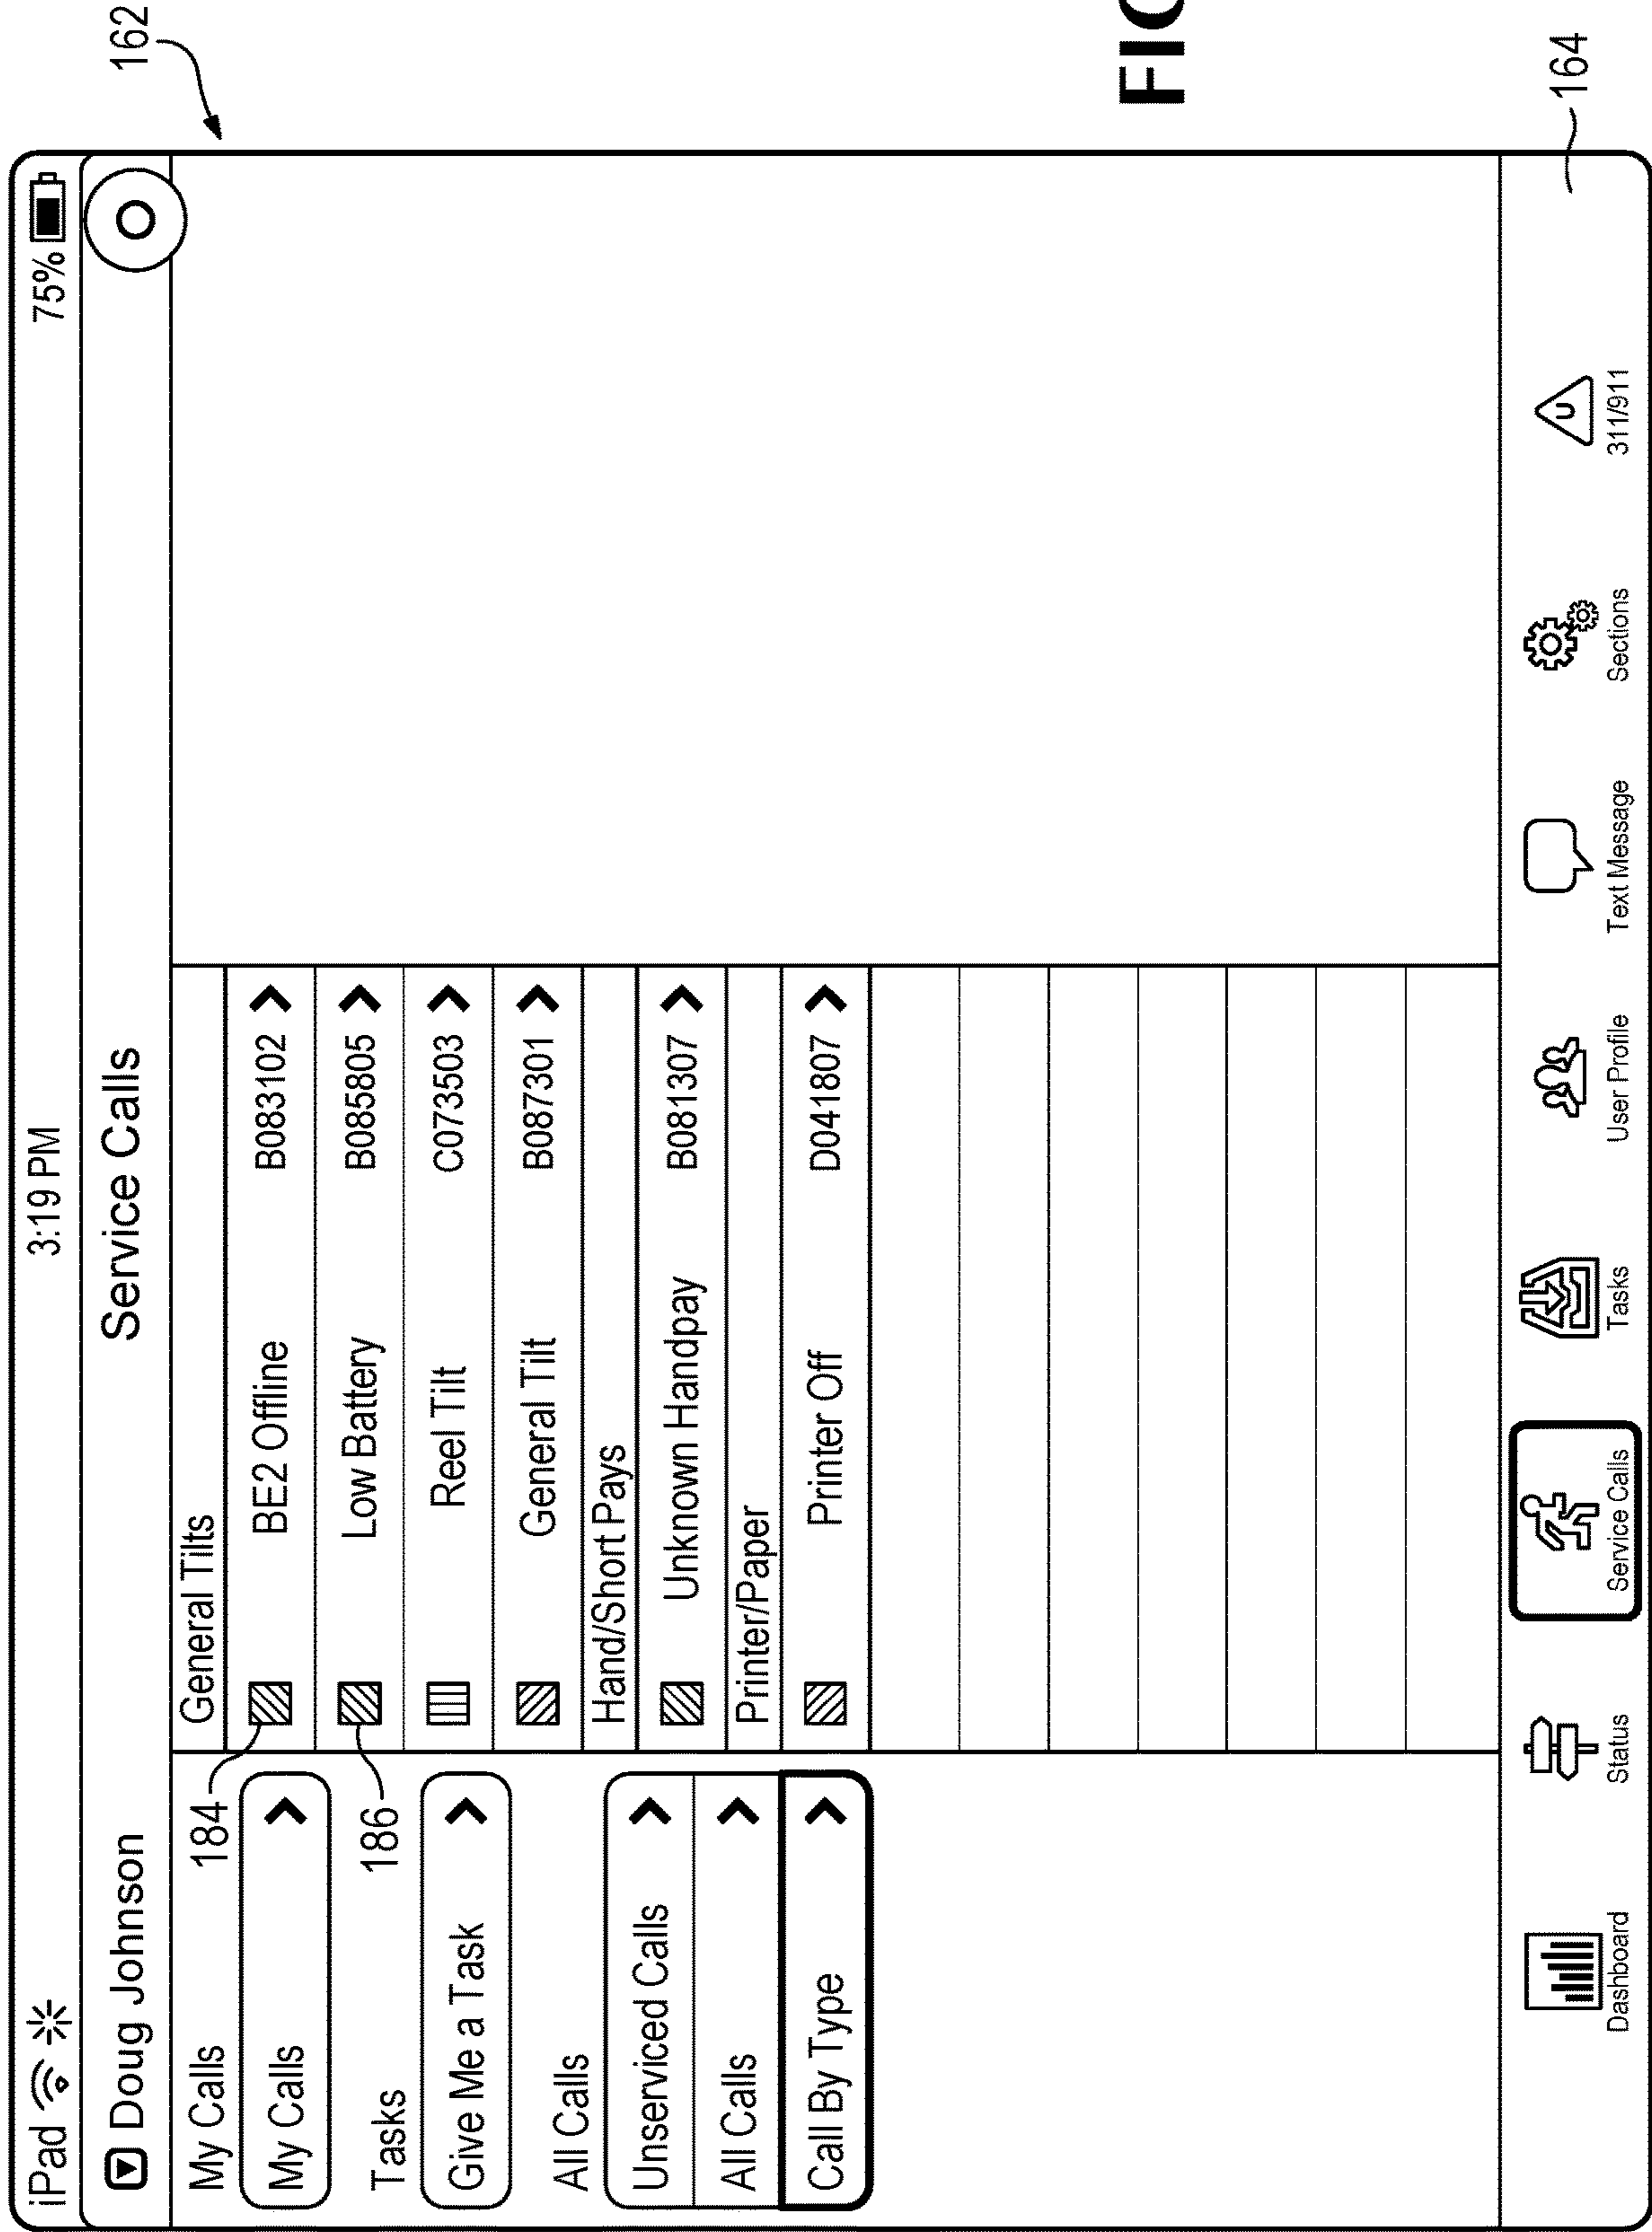 iPad 3:19 PM 75%
Doug Johnson Service Calls
162
My Calls
184
My Calls
186
Tasks
Give Me a Task
All Calls
Unserviced Calls
All Calls
Call By Type
General Tilts
BE2 Offline B083102
Low Battery B085805
Reel Tilt C073503
General Tilt B087301
Hand/Short Pays
Unknown Handpay B081307
Printer/Paper
Printer Off D041807
Dashboard
Status
Service Calls
Tasks
User Profile
Text Message
Sections
311/911
164